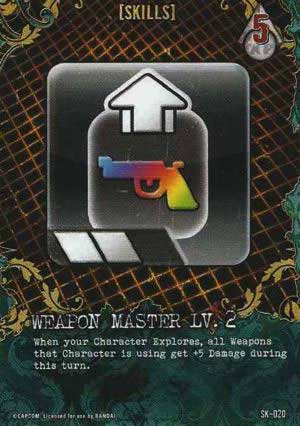 [SKILLS]
5
WEAPON MASTER LV. 2
When your Character Explores, all Weapons
that Character is using get +5 Damage during
this turn.
©CAPCOM. Licensed for use by BANDAI
SK-020